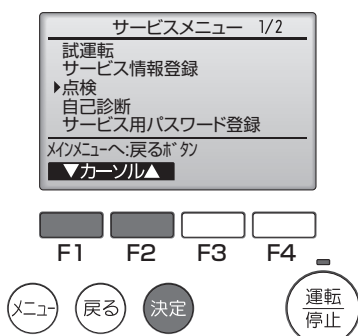 サービスメニュー 1/2
試運転
サービス情報登録
▶点検
自己診断
サービス用パスワード登録
メインメニューへ:戻るボタン
▼カーソル▲
F1 F2 F3 F4
メニュー 戻る 決定 運転
停止